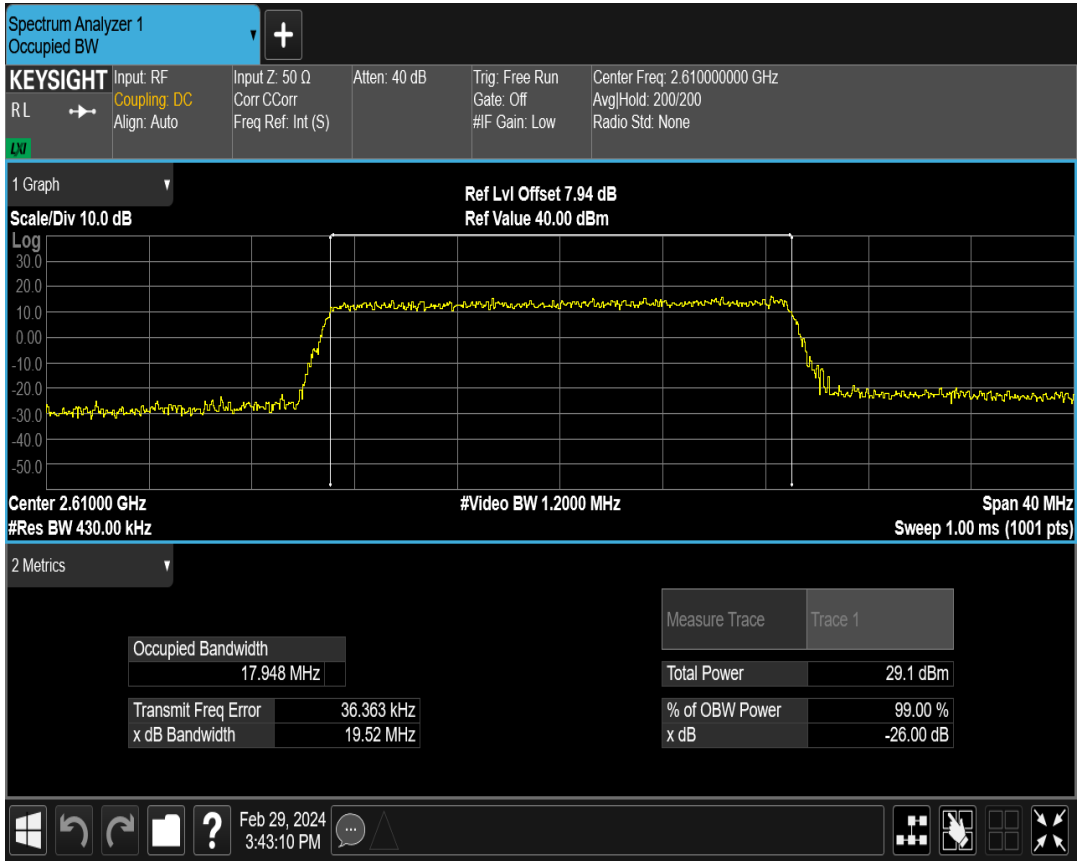 Spectrum Analyzer 1
Occupied BW
+
KEYSIGHT Input: RF Input Z: 50 Ω Atten: 40 dB Trig: Free Run Center Freq: 2.610000000 GHz
R L Coupling: DC Corr CCorr Gate: Off Avg|Hold: 200/200
Align: Auto Freq Ref: Int (S) #IF Gain: Low Radio Std: None
LXI
1 Graph Ref Lvl Offset 7.94 dB
Scale/Div 10.0 dB Ref Value 40.00 dBm
Log
30.0
20.0
10.0
0.00
-10.0
-20.0
-30.0
-40.0
-50.0
Center 2.61000 GHz #Video BW 1.2000 MHz Span 40 MHz
#Res BW 430.00 kHz Sweep 1.00 ms (1001 pts)
2 Metrics
Measure Trace Trace 1
Occupied Bandwidth
17.948 MHz Total Power 29.1 dBm
Transmit Freq Error 36.363 kHz % of OBW Power 99.00 %
x dB Bandwidth 19.52 MHz x dB -26.00 dB
? Feb 29, 2024
3:43:10 PM